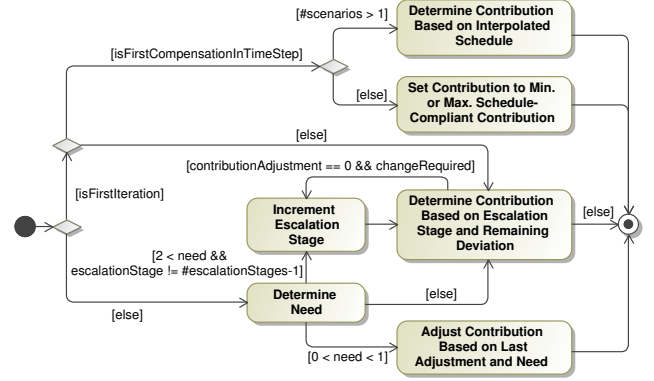 [#scenarios > 1]
Determine Contribution
Based on Interpolated
Schedule
[isFirstCompensationInTimeStep]
[else]
Set Contribution to Min.
or Max. Schedule-
Compliant Contribution
[else]
[contributionAdjustment == 0 && changeRequired]
[isFirstIteration]
Increment
Escalation
Stage
Determine Contribution
Based on Escalation
Stage and Remaining
Deviation
[else]
[2 < need &&
escalationStage != #escalationStages-1]
[else]
Determine
Need
[else]
[0 < need < 1]
Adjust Contribution
Based on Last
Adjustment and Need